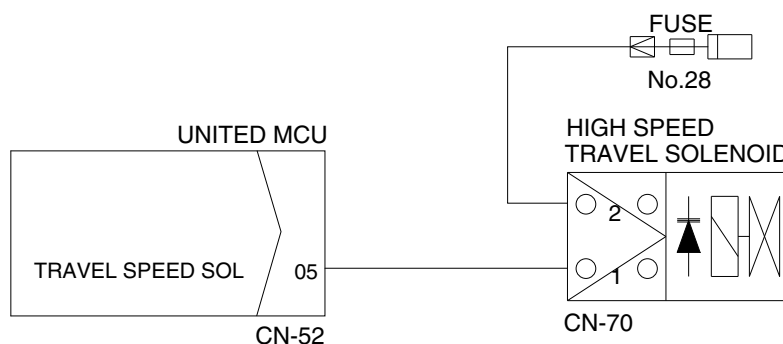 FUSE
No.28
UNITED MCU
HIGH SPEED
TRAVEL SOLENOID
2
TRAVEL SPEED SOL 05
1
CN-52
CN-70